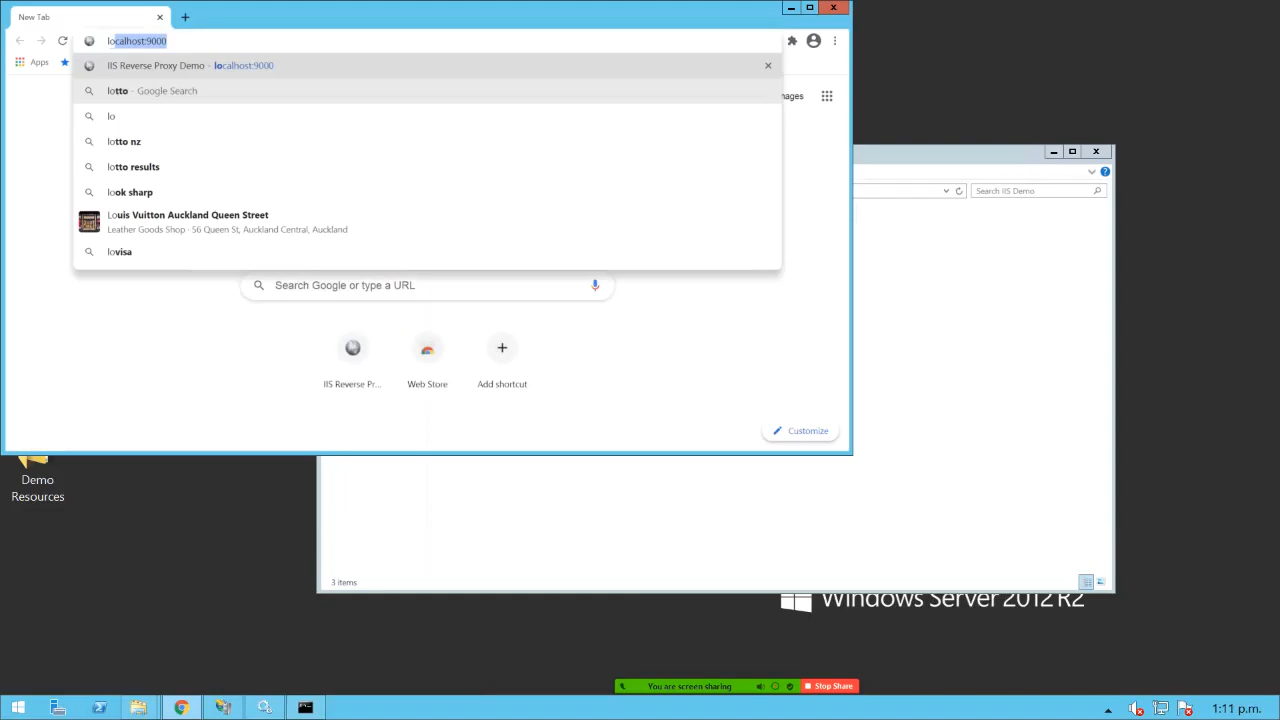 New Tab
localhost:9000
IIS Reverse Proxy Demo - localhost:9000
Apps
lotto - Google Search
lo
lotto nz
lotto results
look sharp
Louis Vuitton Auckland Queen Street
Leather Goods Shop · 56 Queen St, Auckland Central, Auckland
lovisa
Search IIS Demo
Search Google or type a URL
IIS Reverse Pr...
Web Store
Add shortcut
Customize
Demo
Resources
3 items
Windows Server 2012 R2
You are screen sharing
Stop Share
1:11 p.m.